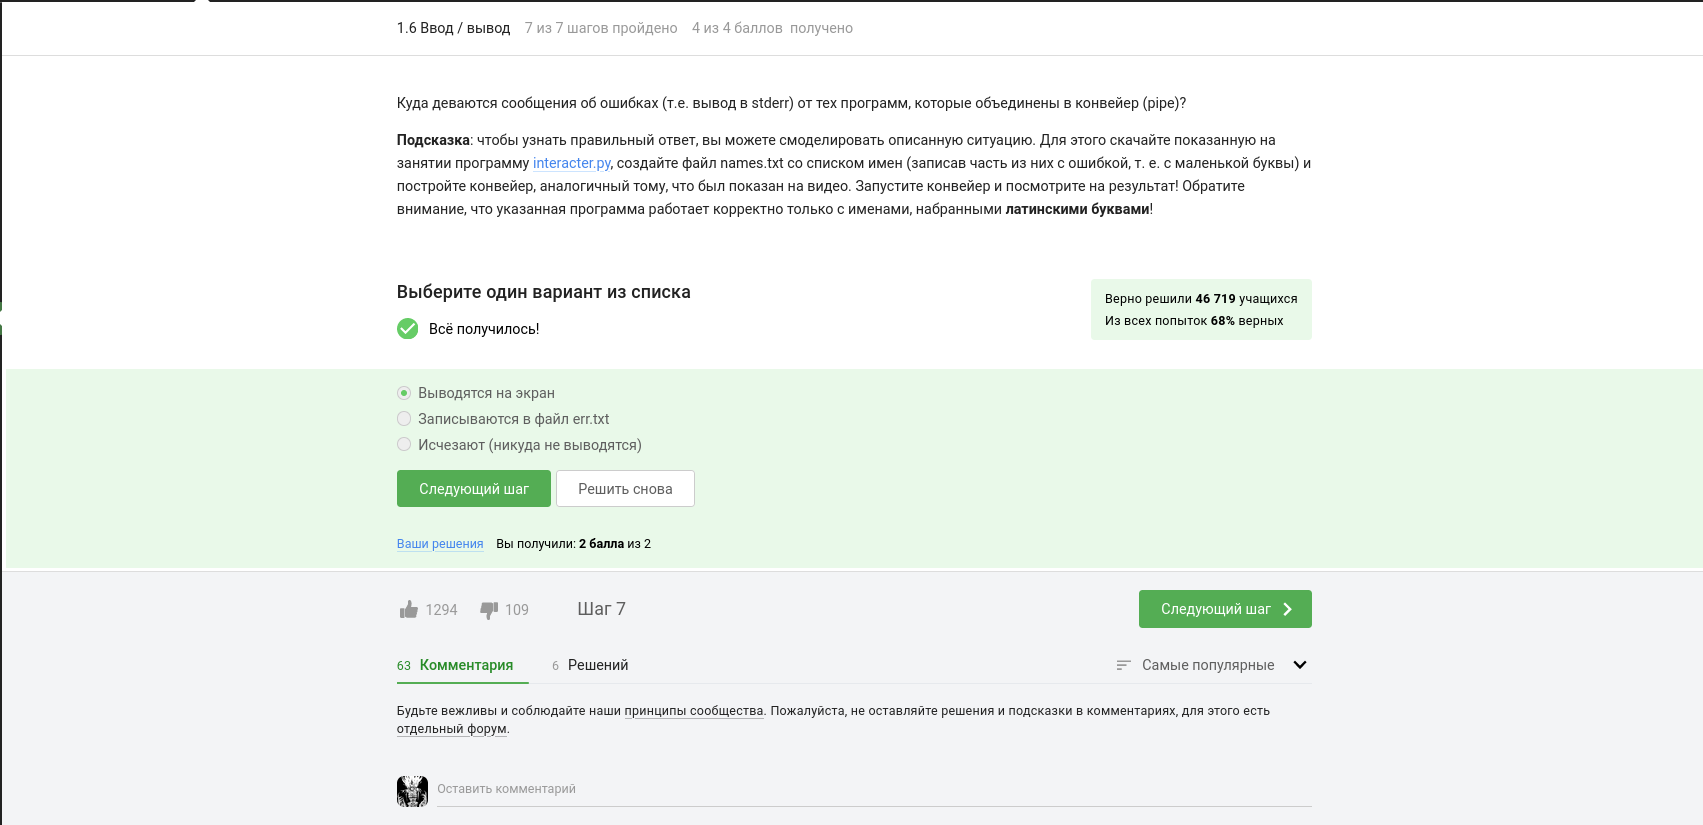 1.6 Ввод / вывод 7 из 7 шагов пройдено 4 из 4 баллов получено
Куда деваются сообщения об ошибках (т.е. вывод в stderr) от тех программ, которые объединены в конвейер (pipe)?
Подсказка: чтобы узнать правильный ответ, вы можете смоделировать описанную ситуацию. Для этого скачайте показанную на
занятии программу interacter.py, создайте файл names.txt со списком имен (записав часть из них с ошибкой, т. е. с маленькой буквы) и
постройте конвейер, аналогичный тому, что был показан на видео. Запустите конвейер и посмотрите на результат! Обратите
внимание, что указанная программа работает корректно только с именами, набранными латинскими буквами!
Выберите один вариант из списка
Всё получилось!
Верно решили 46 719 учащихся
Из всех попыток 68% верных
Выводятся на экран
Записываются в файл err.txt
Исчезают (никуда не выводятся)
Следующий шаг Решить снова
Ваши решения Вы получили: 2 балла из 2
1294 109 Шаг 7 Следующий шаг
63 Комментария 6 Решений Самые популярные
Будьте вежливы и соблюдайте наши принципы сообщества. Пожалуйста, не оставляйте решения и подсказки в комментариях, для этого есть
отдельный форум.
Оставить комментарий